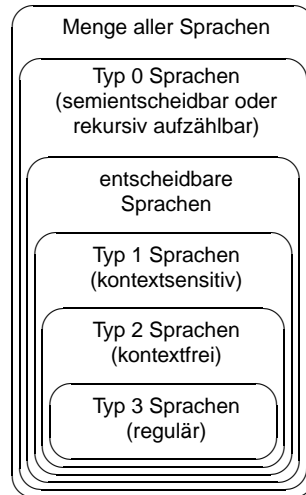 Menge aller Sprachen
Typ 0 Sprachen
(semientscheidbar oder
rekursiv aufzählbar)
entscheidbare
Sprachen
Typ 1 Sprachen
(kontextsensitiv)
Typ 2 Sprachen
(kontextfrei)
Typ 3 Sprachen
(regulär)